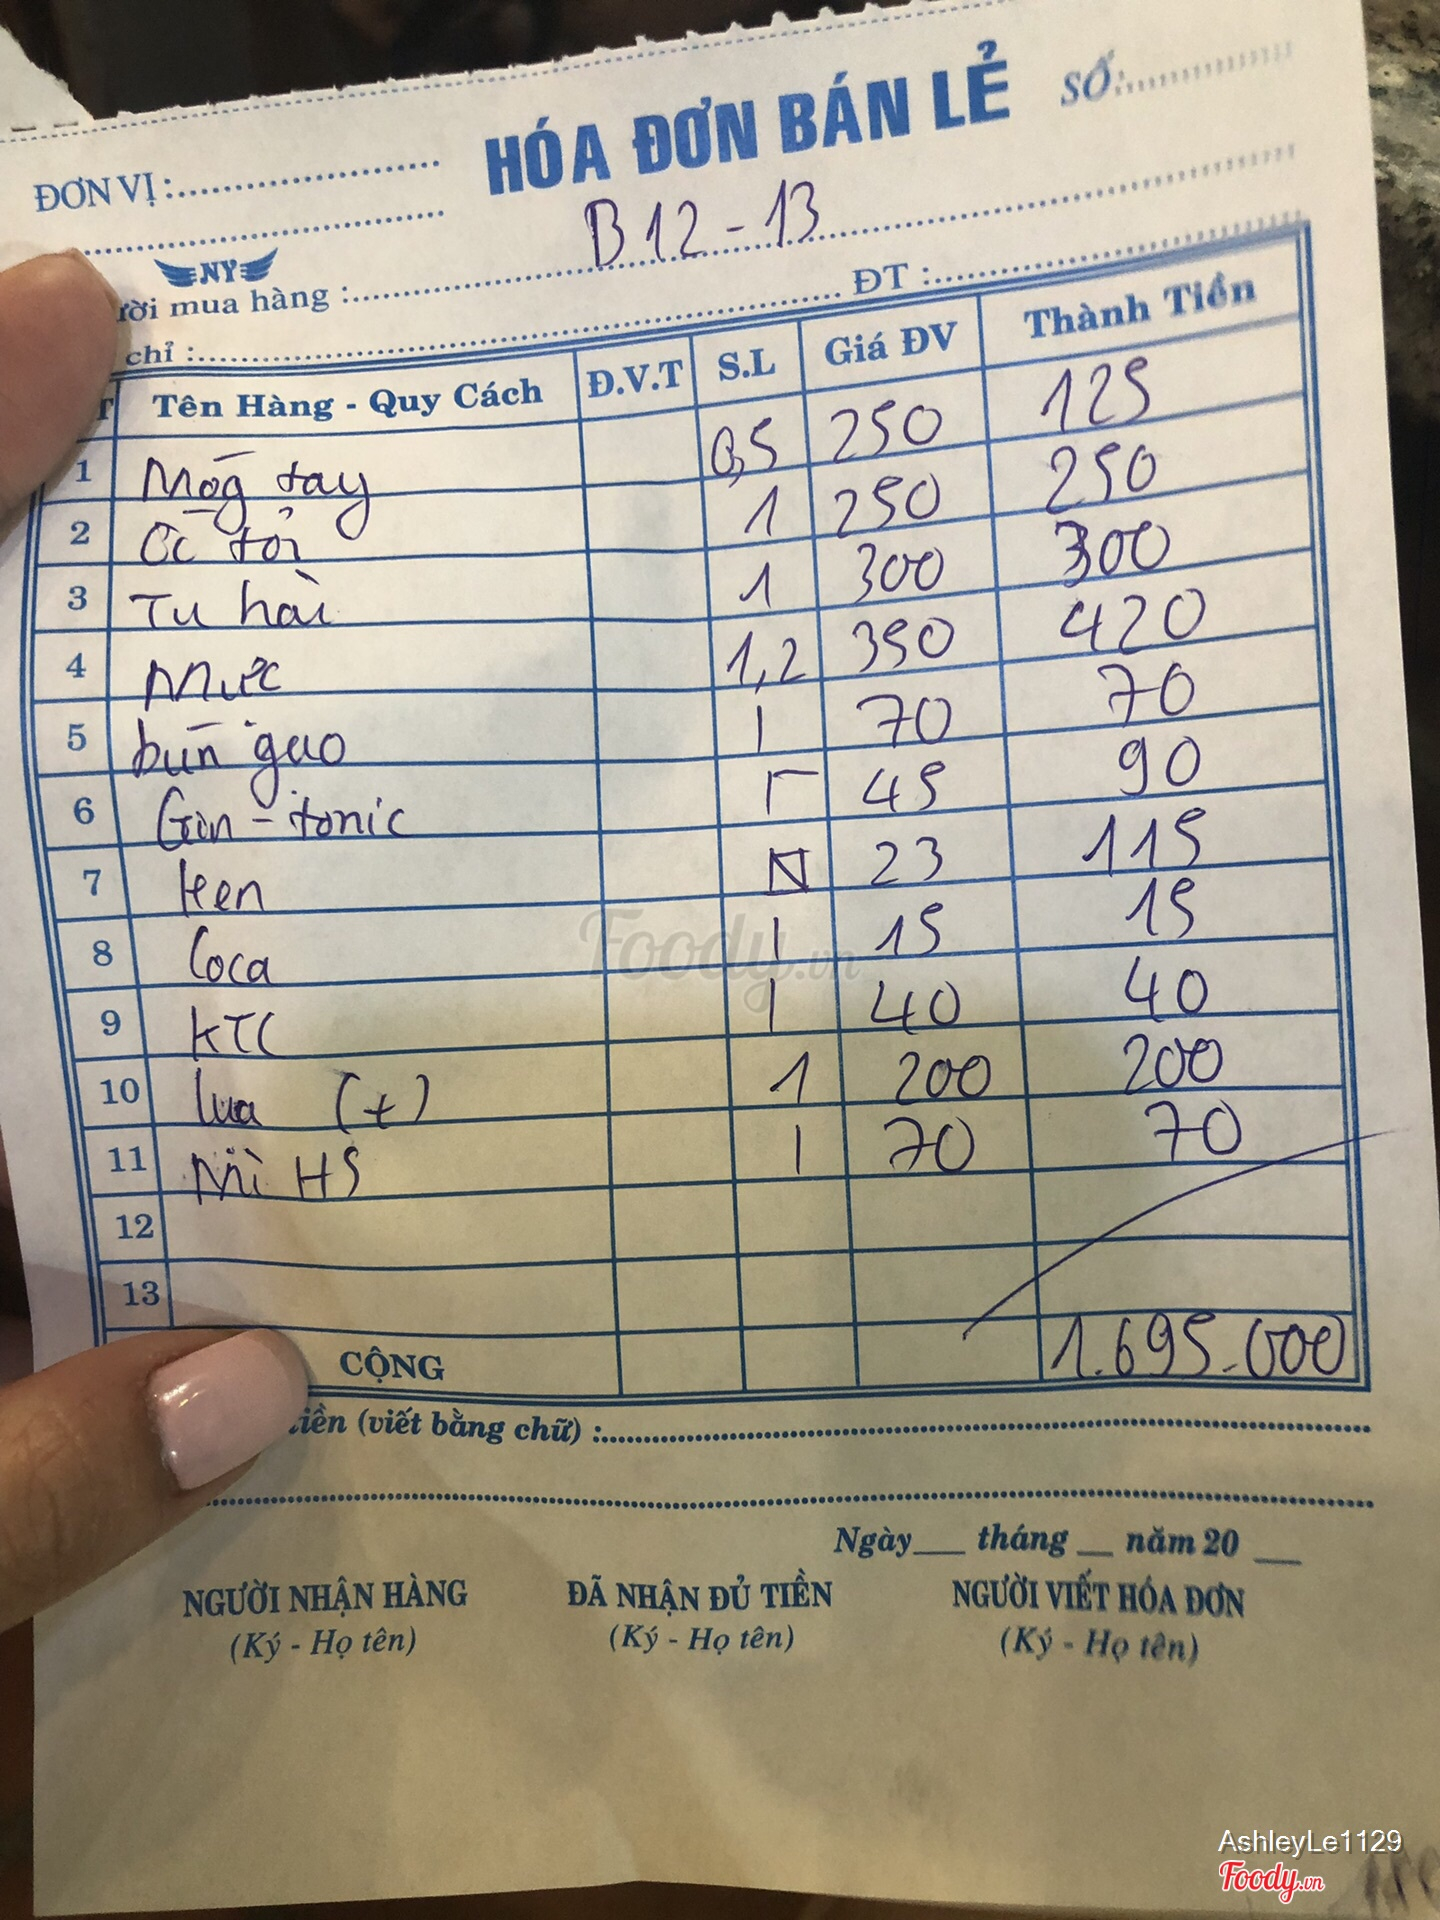 HÓA ĐƠN BÁN LẺ
SỐ:
ĐƠN VỊ :
B12-13
NY
ười mua hàng :
chỉ :
ĐT :
T Tên Hàng - Quy Cách Đ.V.T S.L Giá ĐV Thành Tiền
1 Móg tay 0,5 250 125
2 ốc tỏi 1 250 250
3 Tu hài 1 300 300
4 Mực 1,2 350 420
5 bún gạo 1 70 70
6 Gin - tonic 45 90
7 Ken 23 115
8 Coca 1 15 15
9 KTC 1 40 40
10 lua (+) 1 200 200
11 Mì HS 1 70 70
12
13
CỘNG 1.695.000
tiền (viết bằng chữ) :
Ngày tháng năm 20
NGƯỜI NHẬN HÀNG ĐÃ NHẬN ĐỦ TIỀN NGƯỜI VIẾT HÓA ĐƠN
(Ký - Họ tên) (Ký - Họ tên) (Ký - Họ tên)
Foody.vn
AshleyLe1129
Foody.vn